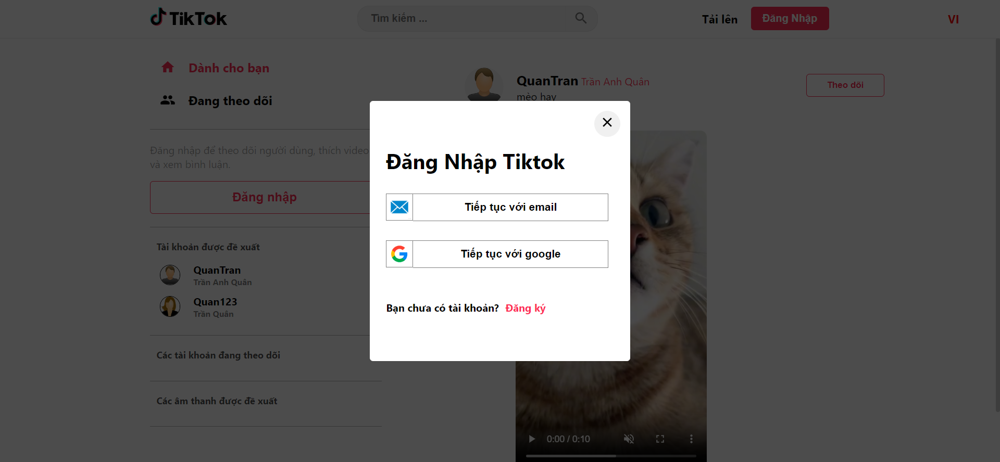 TikTok
Tìm kiếm ...
Tải lên
Đăng Nhập
VI
Dành cho bạn
Đang theo dõi
Đăng nhập để theo dõi người dùng, thích video
và xem bình luận.
Đăng nhập
Tài khoản được đề xuất
QuanTran
Trần Anh Quân
Quan123
Trần Quân
Các tài khoản đang theo dõi
Các âm thanh được đề xuất
QuanTran Trần Anh Quân
mèo hay
Theo dõi
Đăng Nhập Tiktok
Tiếp tục với email
Tiếp tục với google
Bạn chưa có tài khoản? Đăng ký
0:00 / 0:10